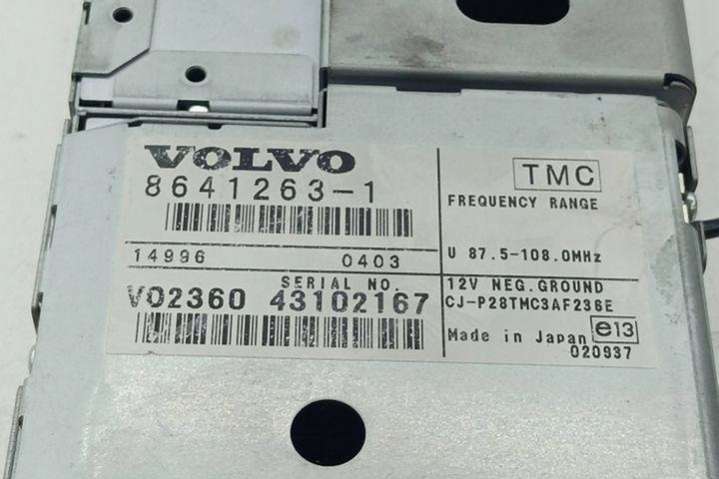 VOLVO
8641263-1
14996 0403
SERIAL NO.
VO2360 43102167
TMC
FREQUENCY RANGE
U 87.5-108.0MHz
12V NEG.GROUND
CJ-P28TMC3AF236E
Made in Japan e13
020937